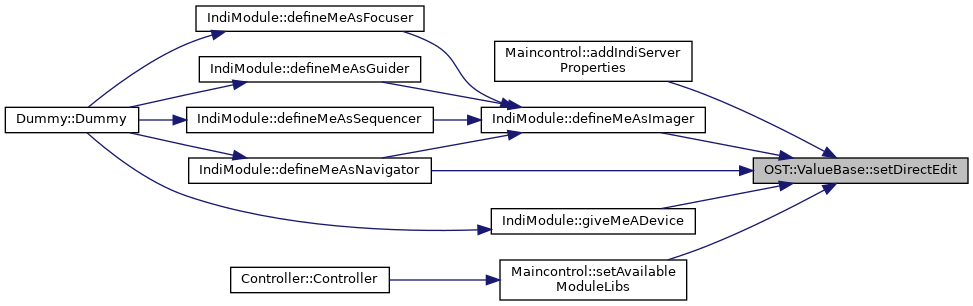 IndiModule::defineMeAsFocuser
Maincontrol::addIndiServer
Properties
IndiModule::defineMeAsGuider
Dummy::Dummy
IndiModule::defineMeAsSequencer
IndiModule::defineMeAsImager
IndiModule::defineMeAsNavigator
OST::ValueBase::setDirectEdit
IndiModule::giveMeADevice
Controller::Controller
Maincontrol::setAvailable
ModuleLibs